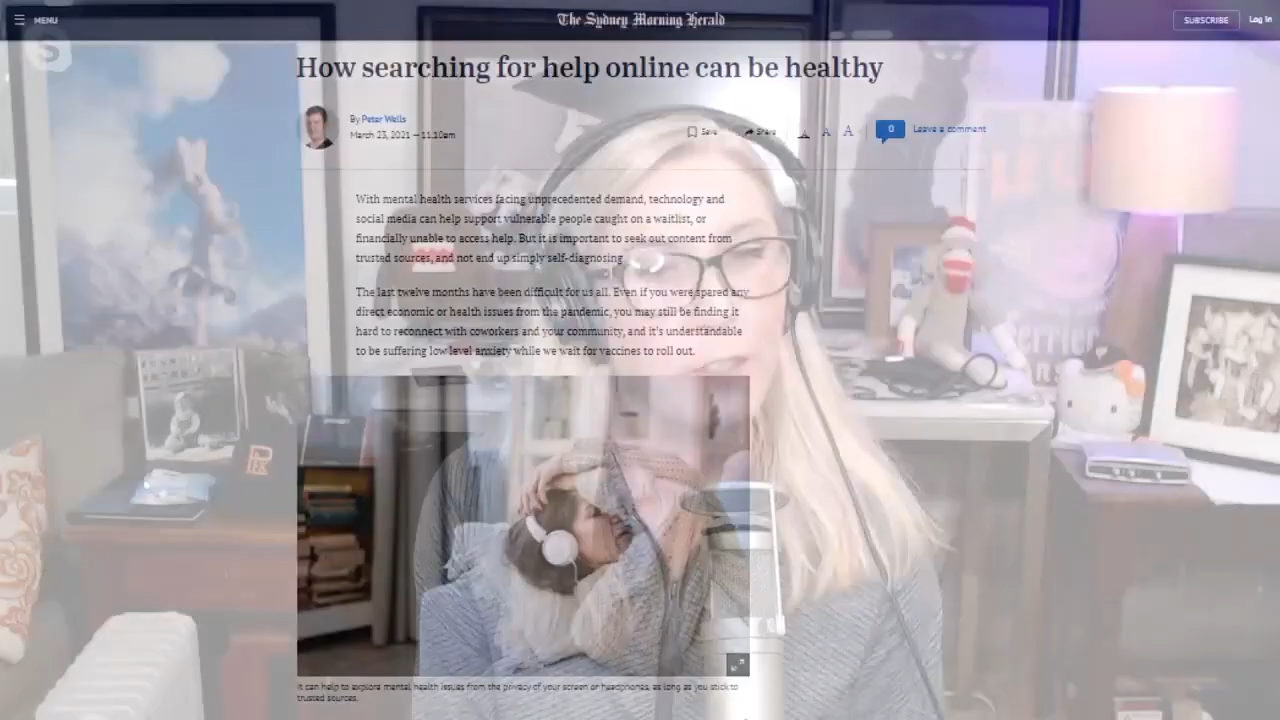 MENU
The Sydney Morning Herald
SUBSCRIBE
Log in
How searching for help online can be healthy
By Peter Wells
March 23, 2021 — 11.10am
Save
Share
A
A
A
0
Leave a comment
With mental health services facing unprecedented demand, technology and
social media can help support vulnerable people caught on a waitlist, or
financially unable to access help. But it is important to seek out content from
trusted sources, and not end up simply self-diagnosing.
The last twelve months have been difficult for us all. Even if you were spared any
direct economic or health issues from the pandemic, you may still be finding it
hard to reconnect with coworkers and your community, and it's understandable
to be suffering low level anxiety while we wait for vaccines to roll out.
It can help to explore mental health issues from the privacy of your screen or headphones, as long as you stick to
trusted sources.